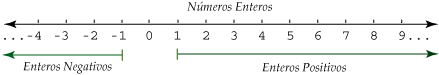 Números Enteros
...-4 -3 -2 -1 0 1 2 3 4 5 6 7 8 9...
Enteros Negativos Enteros Positivos